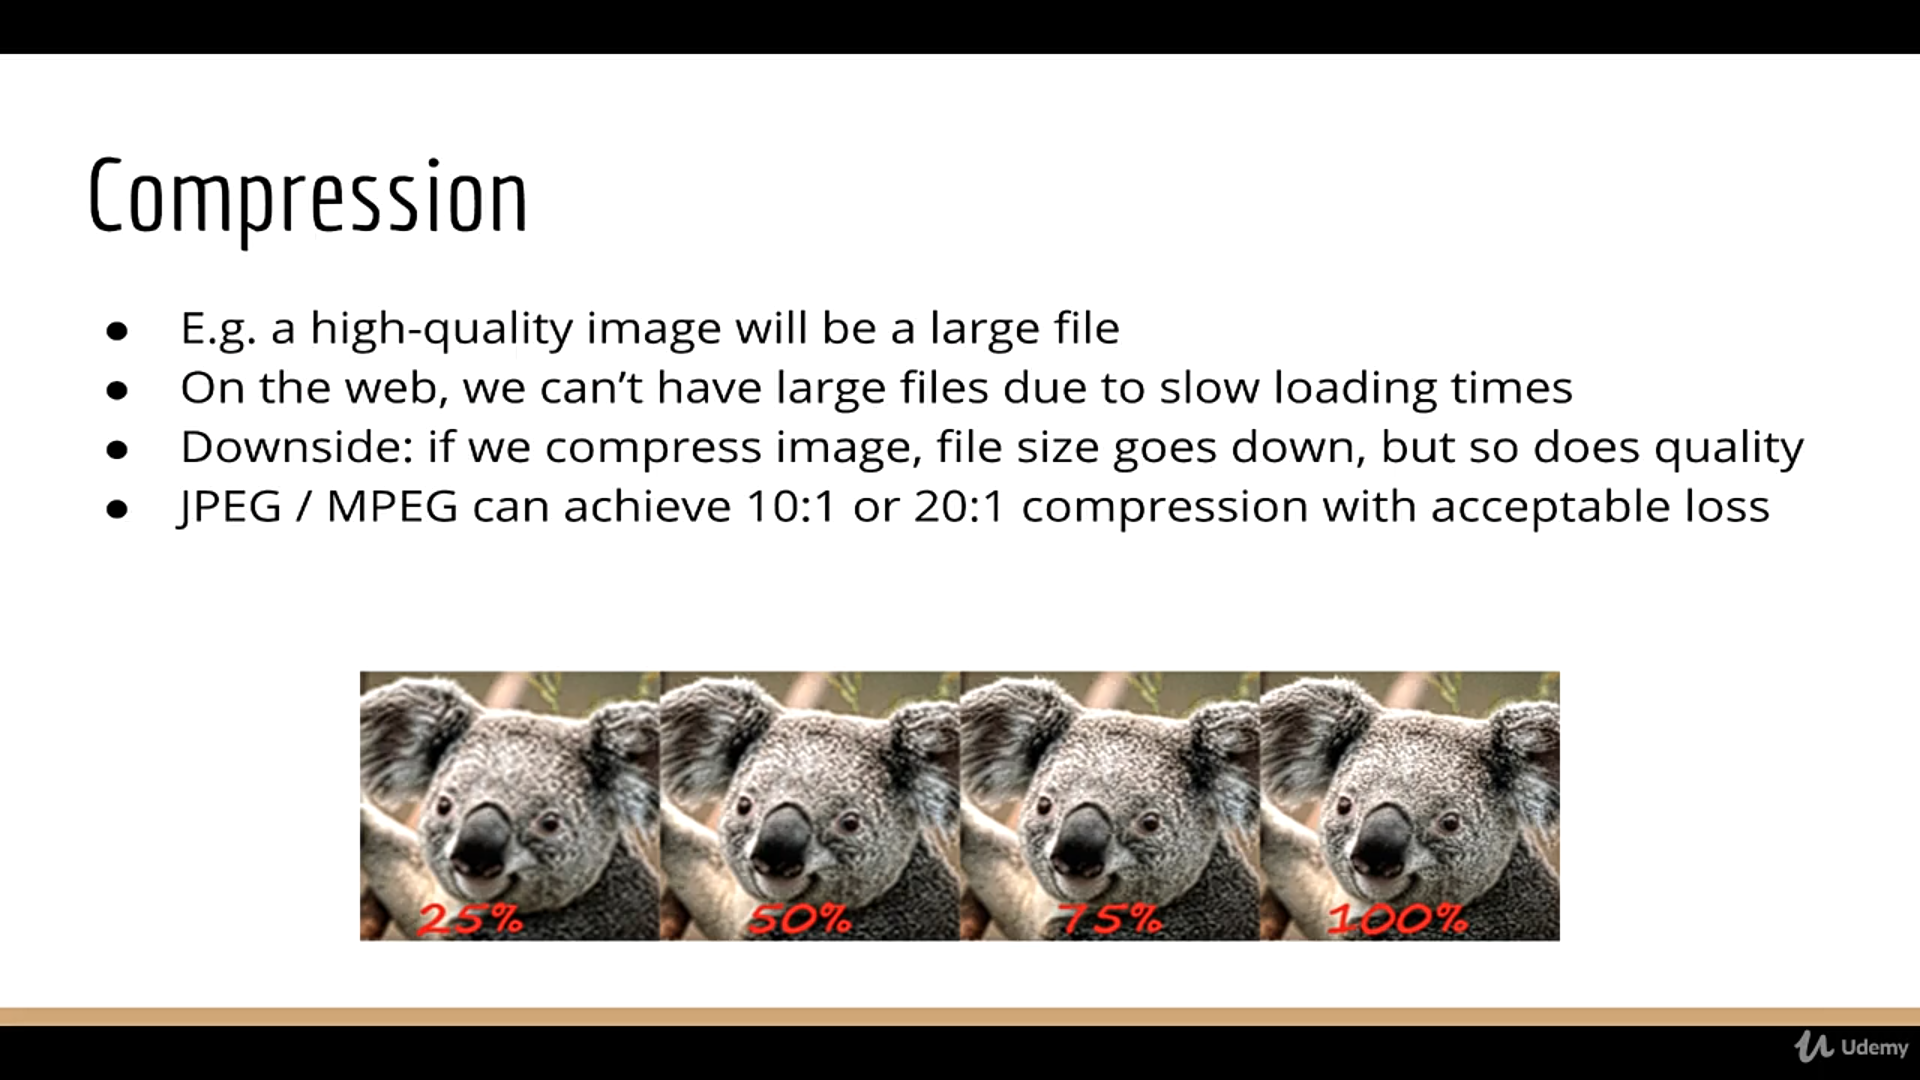 Compression
● E.g. a high-quality image will be a large file
● On the web, we can’t have large files due to slow loading times
● Downside: if we compress image, file size goes down, but so does quality
● JPEG / MPEG can achieve 10:1 or 20:1 compression with acceptable loss
25% 50% 75% 100%
Udemy